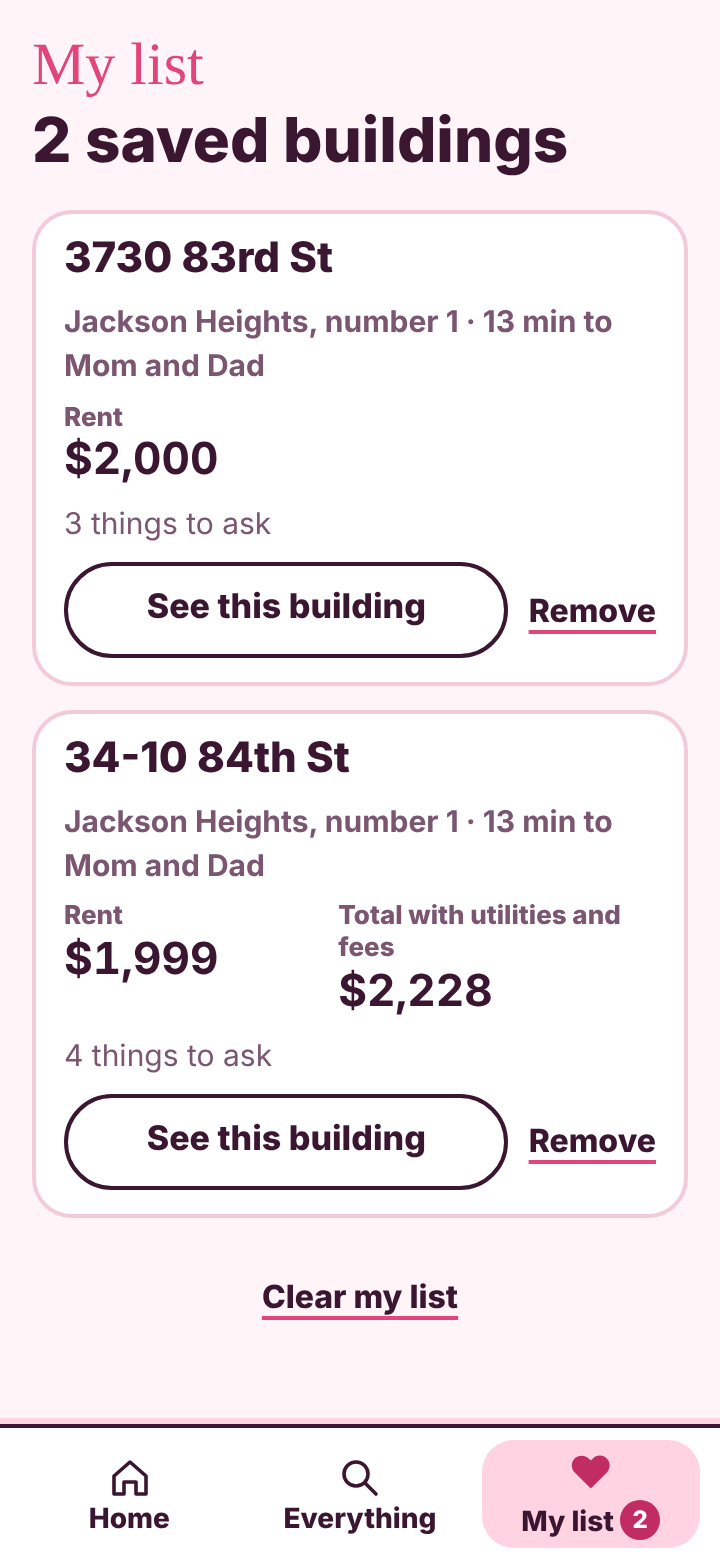 My list
2 saved buildings
3730 83rd St
Jackson Heights, number 1 · 13 min to
Mom and Dad
Rent
$2,000
3 things to ask
See this building
Remove
34-10 84th St
Jackson Heights, number 1 · 13 min to
Mom and Dad
Rent
$1,999
Total with utilities and
fees
$2,228
4 things to ask
See this building
Remove
Clear my list
Home
Everything
My list 2